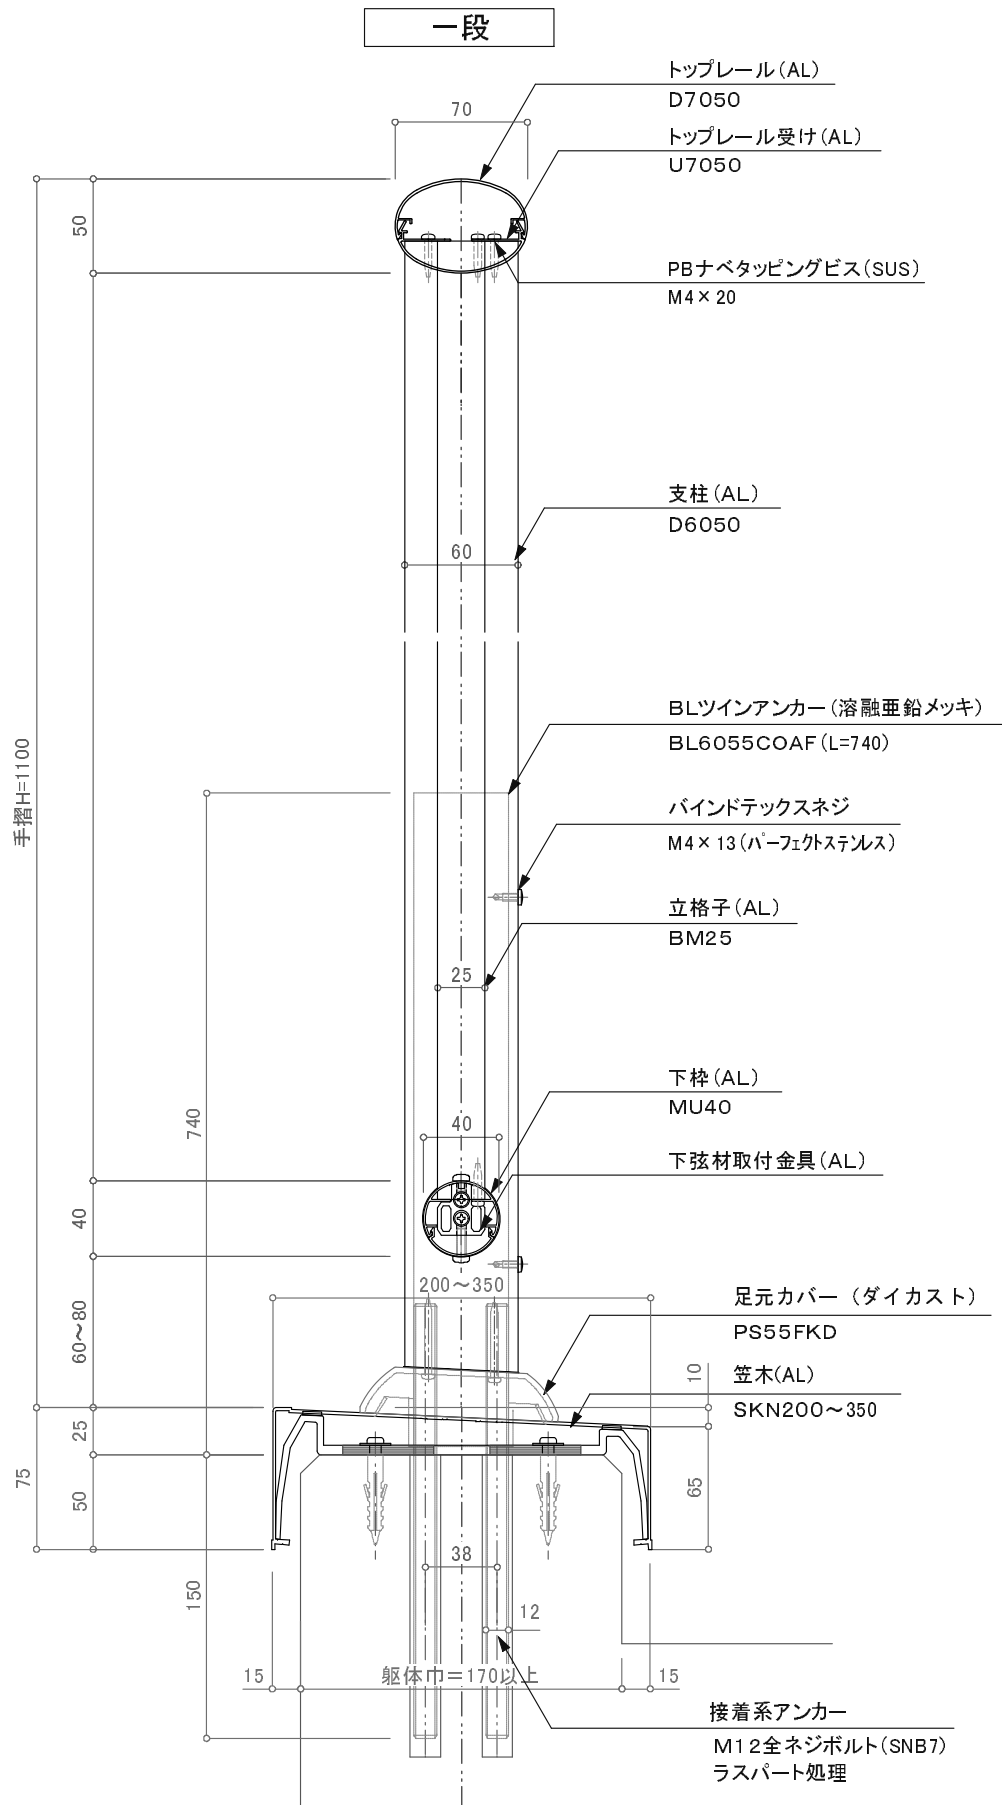 一段
トップレール(AL)
D7050
70
トップレール受け(AL)
U7050
50
PBナベタッピングビス(SUS)
M4×20
支柱(AL)
D6050
60
BLツインアンカー(溶融亜鉛メッキ)
BL6055COAF(L=740)
手摺H=1100
バインドテックスネジ
M4×13(パーフェクトステンレス)
立格子(AL)
BM25
25
下枠(AL)
MU40
740
40
下弦材取付金具(AL)
40
200～350
足元カバー(ダイカスト)
PS55FKD
60～80
笠木(AL)
SKN200～350
10
25
75
50
65
38
150
12
15
躯体巾=170以上
15
接着系アンカー
M12全ネジボルト(SNB7)
ラスパート処理